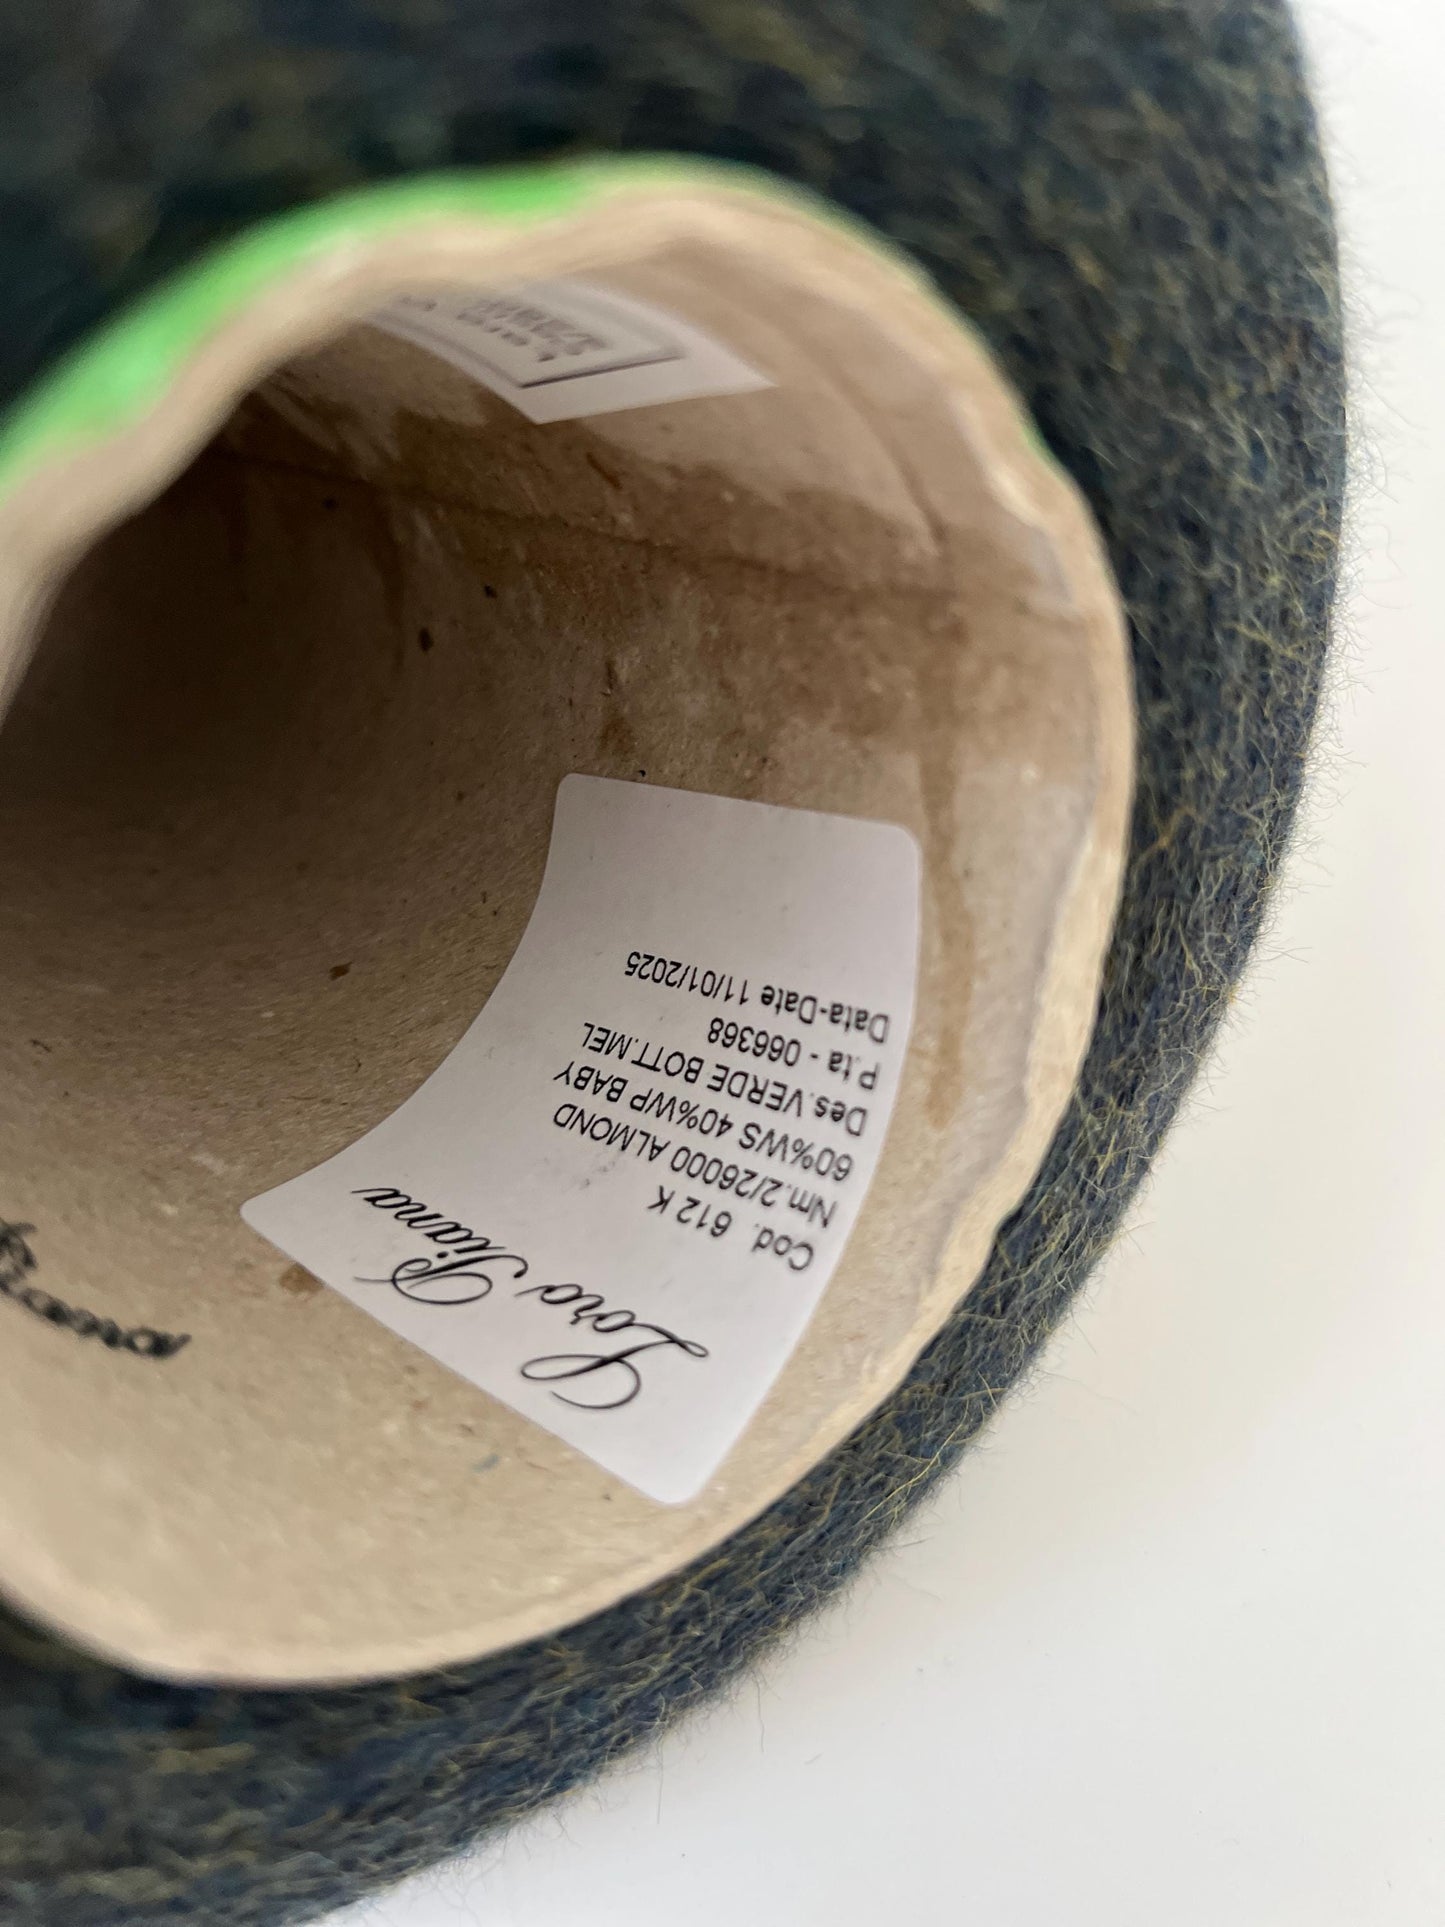 Loro Piana
Cod. 612 K
Nm.2/26000 ALMOND
60%WS 40%WP BABY
Des.VERDE BOTT.MEL
P.ta - 066368
Data-Date 11/01/2025